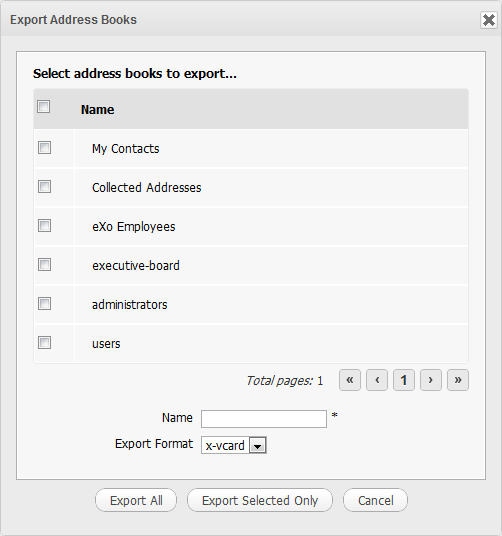 Export Address Books
Select address books to export...
Name
My Contacts
Collected Addresses
eXo Employees
executive-board
administrators
users
Total pages: 1 « ‹ 1 › »
Name *
Export Format x-vcard
Export All Export Selected Only Cancel